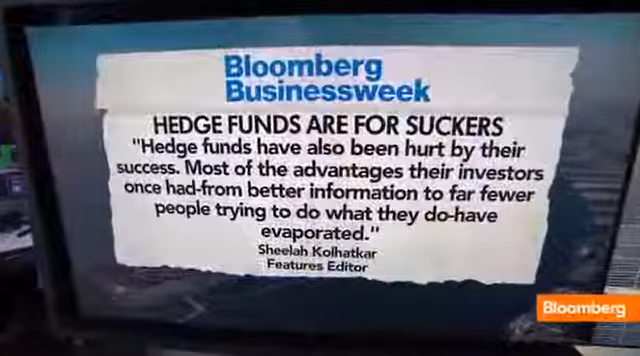 Bloomberg
Businessweek
HEDGE FUNDS ARE FOR SUCKERS
"Hedge funds have also been hurt by their
success. Most of the advantages their investors
once had-from better information to far fewer
people trying to do what they do-have
evaporated."
Sheelah Kolhatkar
Features Editor
Bloomberg